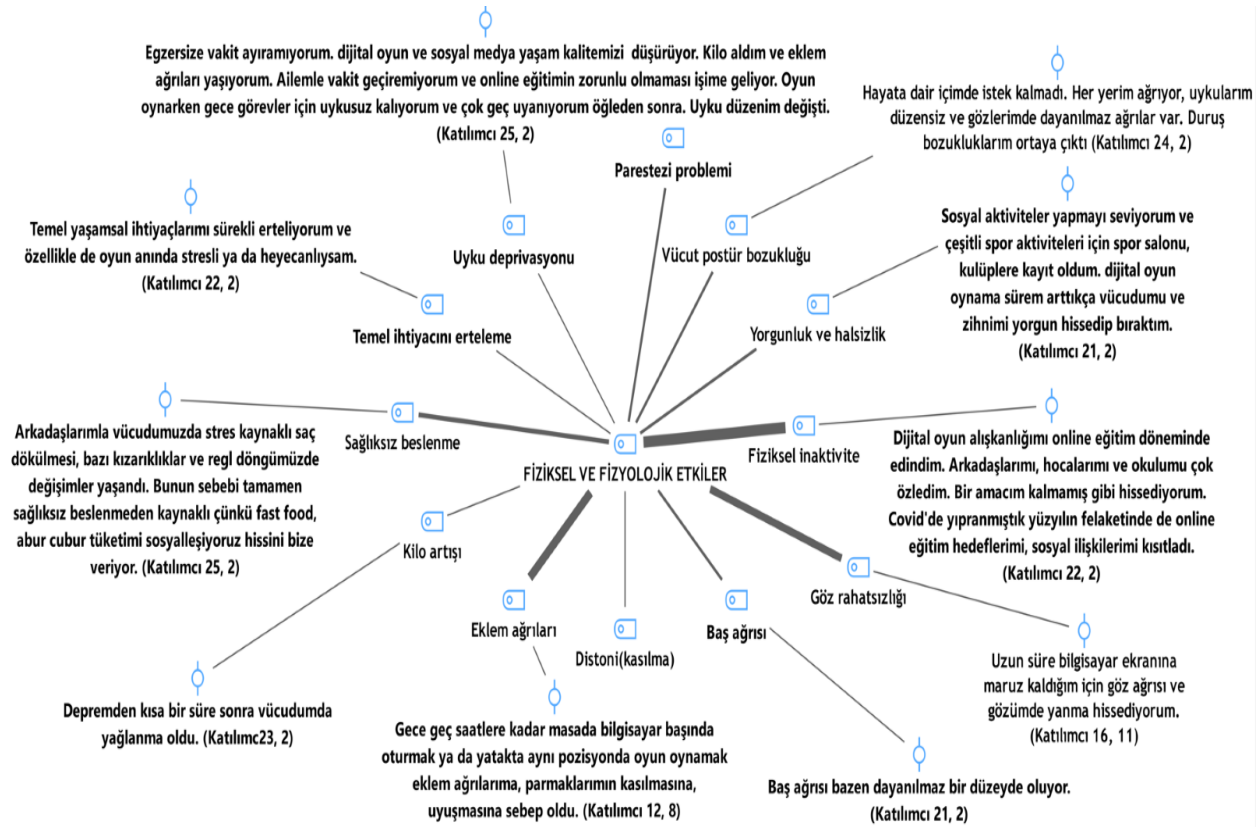 Egzersize vakit ayıramıyorum. dijital oyun ve sosyal medya yaşam kalitemizi düşürüyor. Kilo aldım ve eklem
ağrıları yaşıyorum. Ailemle vakit geçiremiyorum ve online eğitimin zorunlu olmaması işime geliyor. Oyun
oynarken gece görevler için uykusuz kalıyorum ve çok geç uyanıyorum öğleden sonra. Uyku düzenim değişti.
(Katılımcı 25, 2)
Hayata dair içimde istek kalmadı. Her yerim ağrıyor, uykularım
düzensiz ve gözlerimde dayanılmaz ağrılar var. Duruş
bozukluklarım ortaya çıktı (Katılımcı 24, 2)
Parestezi problemi
Temel yaşamsal ihtiyaçlarımı sürekli erteliyorum ve
özellikle de oyun anında stresli ya da heyecanlıysam.
(Katılımcı 22, 2)
Uyku deprivasyonu
Vücut postür bozukluğu
Sosyal aktiviteler yapmayı seviyorum ve
çeşitli spor aktiviteleri için spor salonu,
kulüplere kayıt oldum. dijital oyun
oynama sürem arttıkça vücudumu ve
zihnimi yorgun hissedip bıraktım.
(Katılımcı 21, 2)
Temel ihtiyacını erteleme
Yorgunluk ve halsizlik
Arkadaşlarımla vücudumuzda stres kaynaklı saç
dökülmesi, bazı kızarıklıklar ve regl döngümüzde
değişimler yaşandı. Bunun sebebi tamamen
sağlıksız beslenmeden kaynaklı çünkü fast food,
abur cubur tüketimi sosyalleşiyoruz hissini bize
veriyor. (Katılımcı 25, 2)
Sağlıksız beslenme
FİZİKSEL VE FİZYOLOJİK ETKİLER
Fiziksel inaktivite
Dijital oyun alışkanlığımı online eğitim döneminde
edindim. Arkadaşlarımı, hocalarımı ve okulumu çok
özledim. Bir amacım kalmamış gibi hissediyorum.
Covid'de yıpranmıştık yüzyılın felaketinde de online
eğitim hedeflerimi, sosyal ilişkilerimi kısıtladı.
(Katılımcı 22, 2)
Kilo artışı
Eklem ağrıları
Distoni(kasılma)
Baş ağrısı
Göz rahatsızlığı
Depremden kısa bir süre sonra vücudumda
yağlanma oldu. (Katılımc23, 2)
Gece geç saatlere kadar masada bilgisayar başında
oturmak ya da yatakta aynı pozisyonda oyun oynamak
eklem ağrılarıma, parmaklarımın kasılmasına,
uyuşmasına sebep oldu. (Katılımcı 12, 8)
Uzun süre bilgisayar ekranına
maruz kaldığım için göz ağrısı ve
gözümde yanma hissediyorum.
(Katılımcı 16, 11)
Baş ağrısı bazen dayanılmaz bir düzeyde oluyor.
(Katılımcı 21, 2)